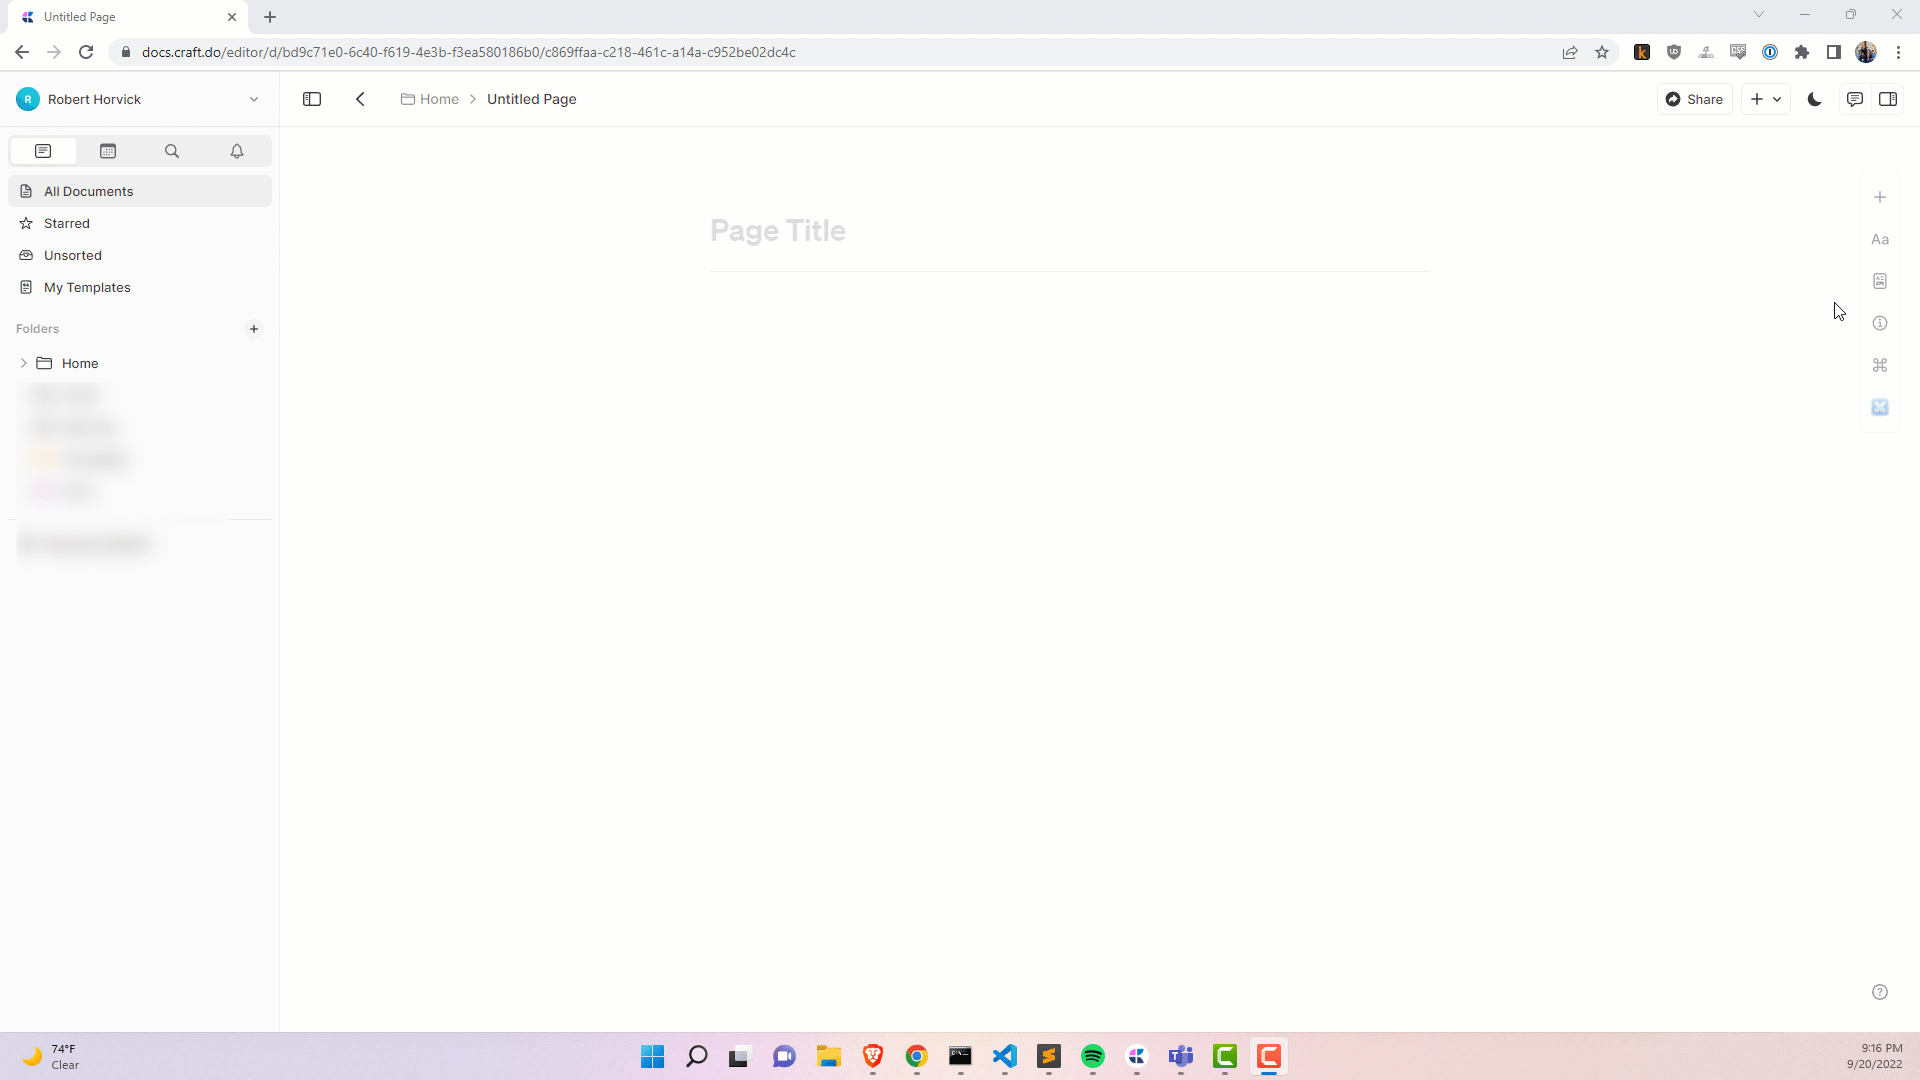 Untitled Page
docs.craft.do/editor/d/bd9c71e0-6c40-f619-4e3b-f3ea580186b0/c869ffaa-c218-461c-a14a-c952be02dc4c
R Robert Horvick
Home > Untitled Page
Share
All Documents
Starred
Unsorted
My Templates
Folders
Home
Page Title
Aa
74°F
Clear
9:16 PM
9/20/2022